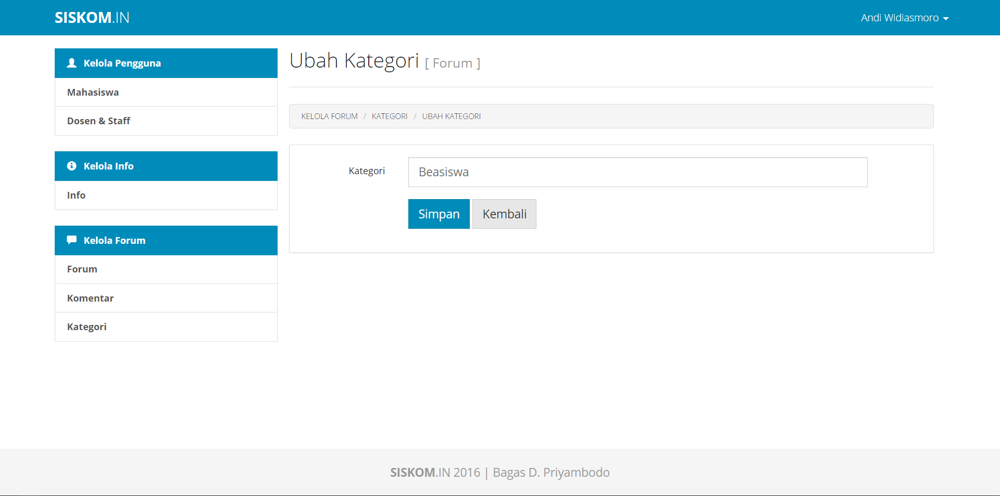 SISKOM.IN
Andi Widiasmoro
Kelola Pengguna
Mahasiswa
Dosen & Staff
Kelola Info
Info
Kelola Forum
Forum
Komentar
Kategori
Ubah Kategori [ Forum ]
KELOLA FORUM / KATEGORI / UBAH KATEGORI
Kategori Beasiswa
Simpan Kembali
SISKOM.IN 2016 | Bagas D. Priyambodo